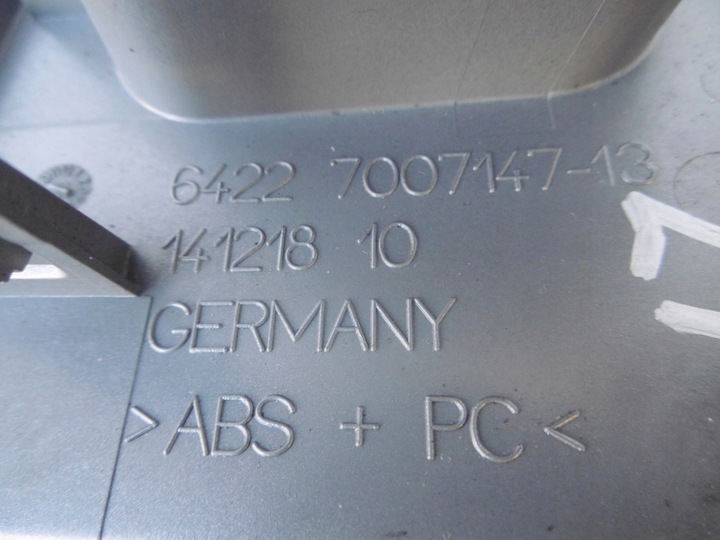 6422 7007147-13
141218 10
GERMANY
>ABS + PC<